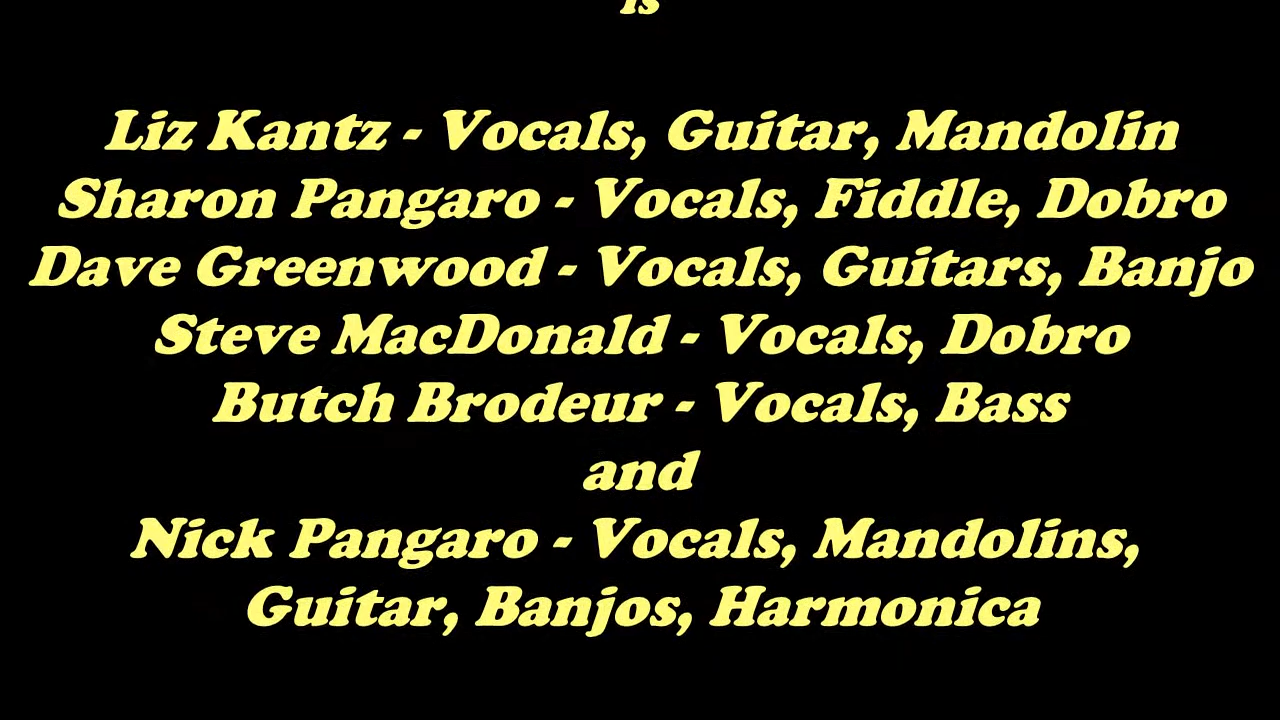 is
Liz Kantz - Vocals, Guitar, Mandolin
Sharon Pangaro - Vocals, Fiddle, Dobro
Dave Greenwood - Vocals, Guitars, Banjo
Steve MacDonald - Vocals, Dobro
Butch Brodeur - Vocals, Bass
and
Nick Pangaro - Vocals, Mandolins,
Guitar, Banjos, Harmonica